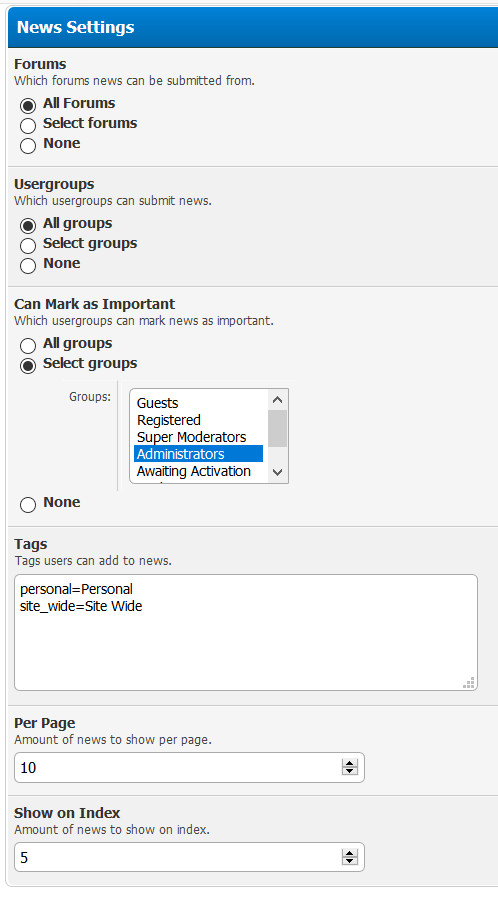 News Settings
Forums
Which forums news can be submitted from.
All Forums
Select forums
None
Usergroups
Which usergroups can submit news.
All groups
Select groups
None
Can Mark as Important
Which usergroups can mark news as important.
All groups
Select groups
Groups:
Guests
Registered
Super Moderators
Administrators
Awaiting Activation
None
Tags
Tags users can add to news.
personal=Personal
site_wide=Site Wide
Per Page
Amount of news to show per page.
10
Show on Index
Amount of news to show on index.
5